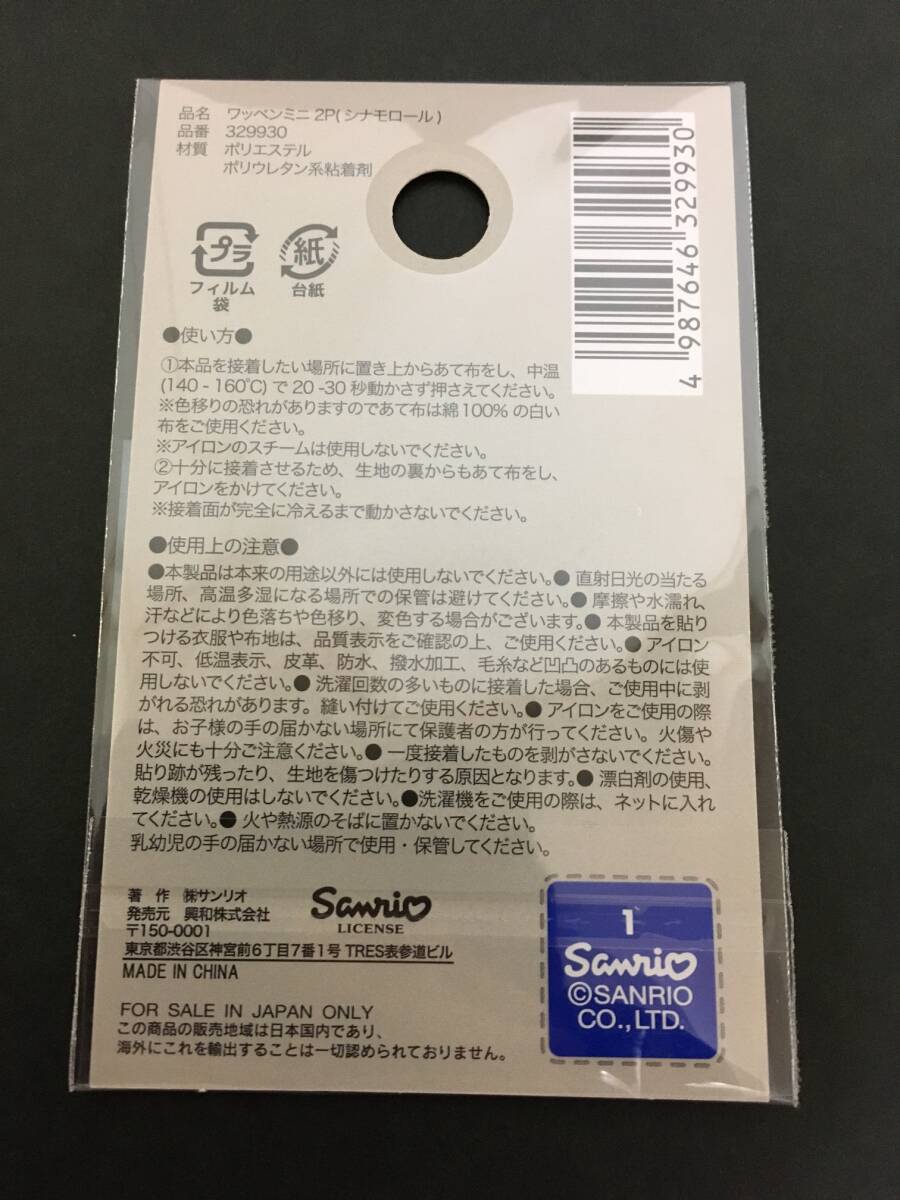 品名 ワッペンミニ 2P(シナモロール)
品番 329930
材質 ポリエステル
ポリウレタン系粘着剤
4 987646 329930
プラ
フィルム
袋
紙
台紙
●使い方●
①本品を接着したい場所に置き上からあて布をし、中温
(140 - 160℃) で 20 -30 秒動かさず押さえてください。
※色移りの恐れがありますのであて布は綿100% の白い
布をご使用ください。
※アイロンのスチームは使用しないでください。
②十分に接着させるため、生地の裏からもあて布をし、
アイロンをかけてください。
※接着面が完全に冷えるまで動かさないでください。
●使用上の注意●
●本製品は本来の用途以外には使用しないでください。● 直射日光の当たる
場所、高温多湿になる場所での保管は避けてください。● 摩擦や水濡れ、
汗などにより色落ちや色移り、変色する場合がございます。● 本製品を貼り
つける衣服や布地は、品質表示をご確認の上、ご使用ください。● アイロン
不可、低温表示、皮革、防水、撥水加工、毛糸など凹凸のあるものには使
用しないでください。● 洗濯回数の多いものに接着した場合、ご使用中に剥
がれる恐れがあります。縫い付けてご使用ください。● アイロンをご使用の際
は、お子様の手の届かない場所にて保護者の方が行ってください。火傷や
火災にも十分ご注意ください。● 一度接着したものを剥がさないでください。
貼り跡が残ったり、生地を傷つけたりする原因となります。● 漂白剤の使用、
乾燥機の使用はしないでください。●洗濯機をご使用の際は、ネットに入れ
てください。● 火や熱源のそばに置かないでください。
乳幼児の手の届かない場所で使用・保管してください。
著 作 ㈱サンリオ
発売元 興和株式会社
〒150-0001
東京都渋谷区神宮前6丁目7番1号 TRES表参道ビル
MADE IN CHINA
Sanrio
LICENSE
FOR SALE IN JAPAN ONLY
この商品の販売地域は日本国内であり、
海外にこれを輸出することは一切認められておりません。
1
Sanrio
©SANRIO
CO.,LTD.